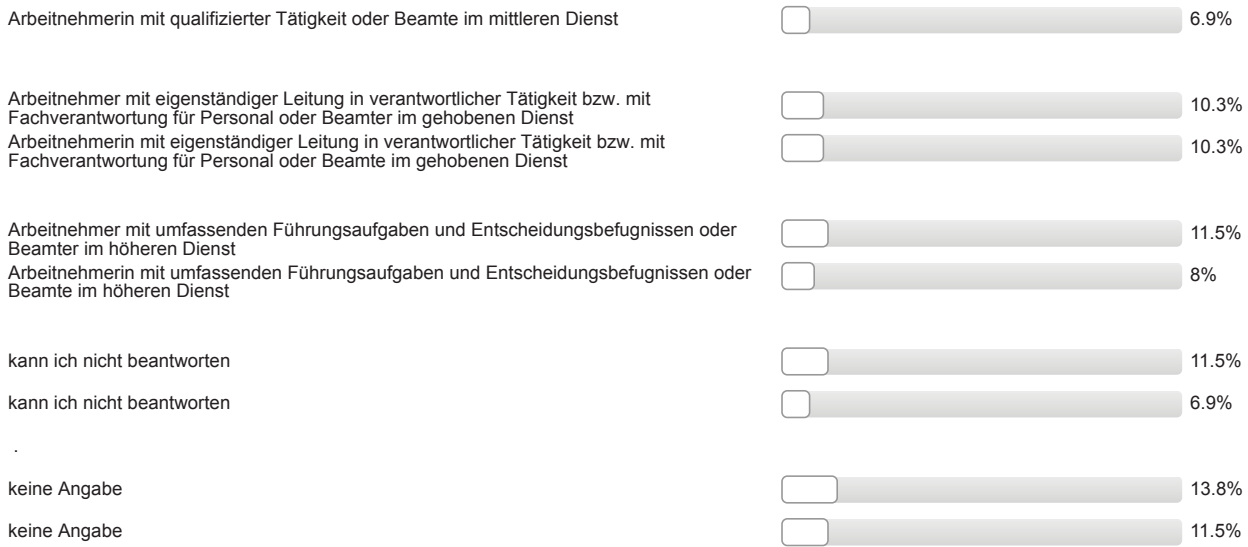 Arbeitnehmerin mit qualifizierter Tätigkeit oder Beamte im mittleren Dienst 6.9%
Arbeitnehmer mit eigenständiger Leitung in verantwortlicher Tätigkeit bzw. mit
Fachverantwortung für Personal oder Beamter im gehobenen Dienst 10.3%
Arbeitnehmerin mit eigenständiger Leitung in verantwortlicher Tätigkeit bzw. mit
Fachverantwortung für Personal oder Beamte im gehobenen Dienst 10.3%
Arbeitnehmer mit umfassenden Führungsaufgaben und Entscheidungsbefugnissen oder
Beamter im höheren Dienst 11.5%
Arbeitnehmerin mit umfassenden Führungsaufgaben und Entscheidungsbefugnissen oder
Beamte im höheren Dienst 8%
kann ich nicht beantworten 11.5%
kann ich nicht beantworten 6.9%
.
keine Angabe 13.8%
keine Angabe 11.5%